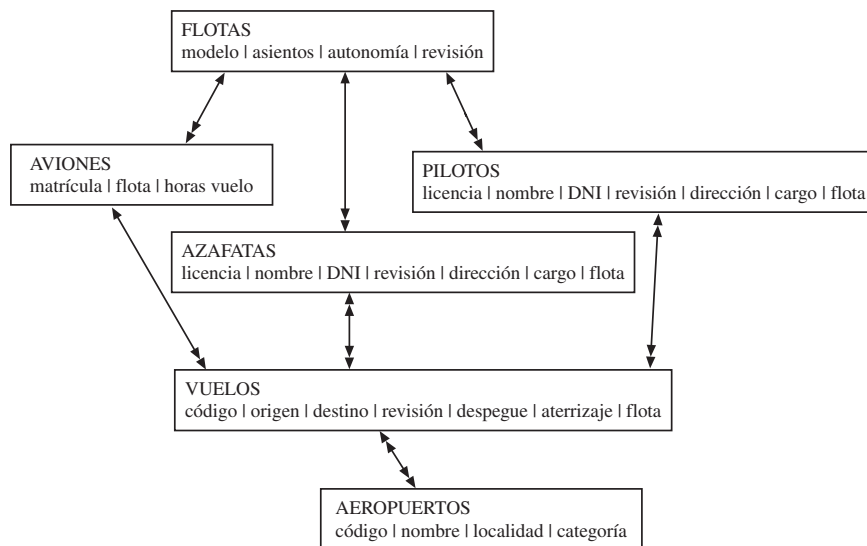 FLOTAS
modelo | asientos | autonomía | revisión
AVIONES
matrícula | flota | horas vuelo
PILOTOS
licencia | nombre | DNI | revisión | dirección | cargo | flota
AZAFATAS
licencia | nombre | DNI | revisión | dirección | cargo | flota
VUELOS
código | origen | destino | revisión | despegue | aterrizaje | flota
AEROPUERTOS
código | nombre | localidad | categoría